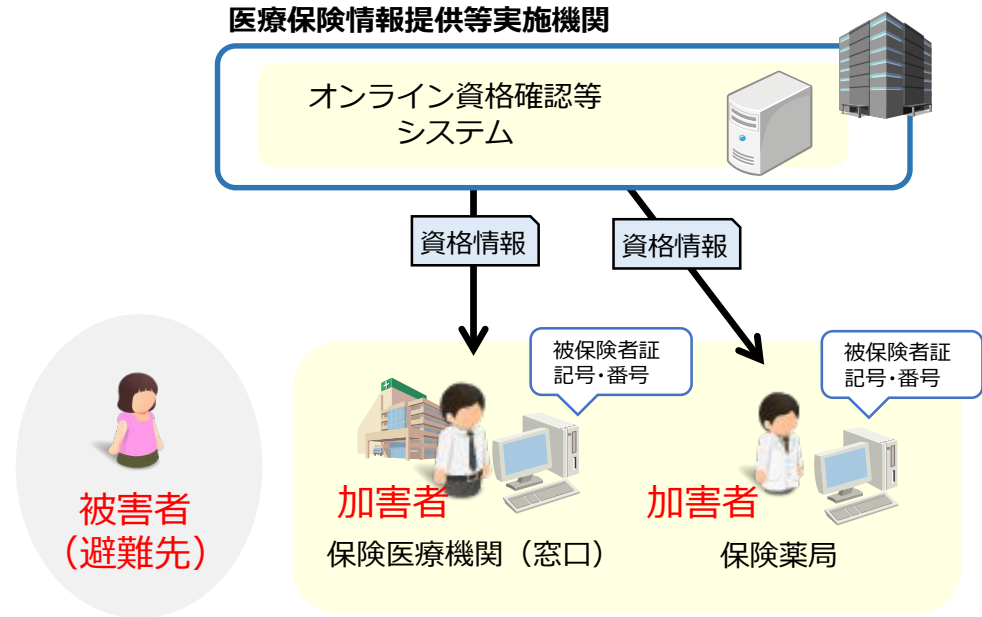 医療保険情報提供等実施機関
オンライン資格確認等
システム
資格情報
資格情報
被保険者証
記号・番号
被保険者証
記号・番号
被害者
（避難先）
加害者
保険医療機関（窓口）
加害者
保険薬局